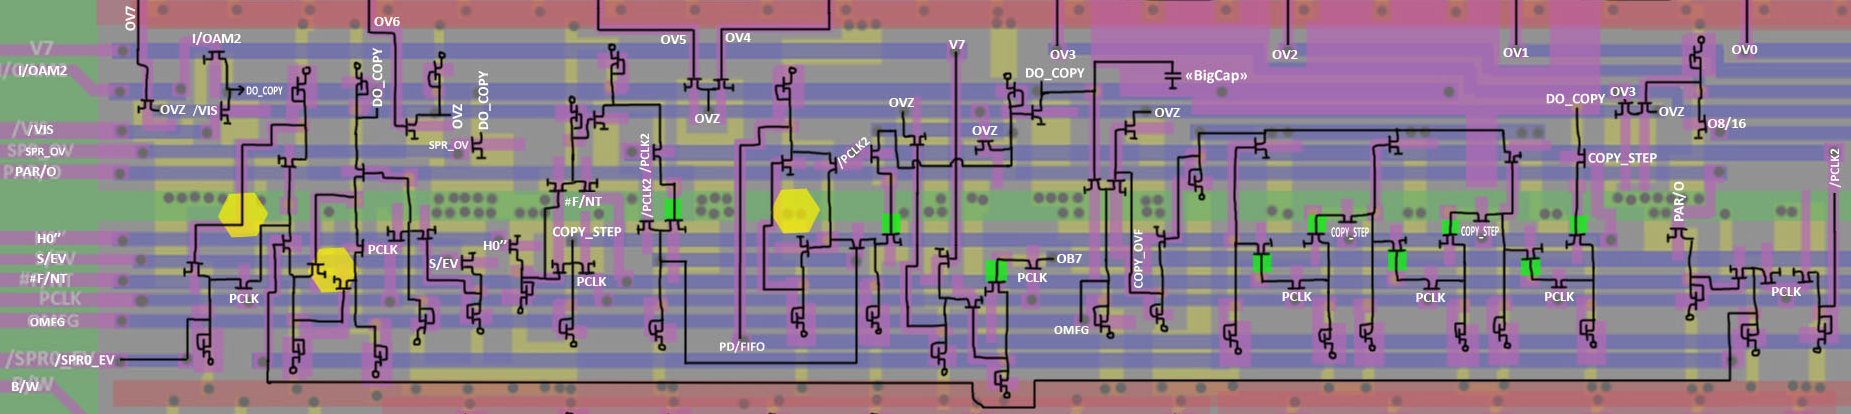 OV7
OV6
OV5
OV4
OV3
OV2
OV1
OV0
V7
I/OAM2
/VIS
SPR_OV
PAR/O
H0''
S/EV
#F/NT
PCLK
OMFG
/SPR0_EV
B/W
I/OAM2
DO_COPY
OVZ
/VIS
DO_COPY
OVZ
DO_COPY
SPR_OV
PCLK
PCLK
S/EV
H0''
#F/NT
COPY_STEP
PCLK
/PCLK2
/PCLK2
OVZ
PD/FIFO
/PCLK2
OVZ
V7
OVZ
DO_COPY
«BigCap»
OVZ
OB7
PCLK
OMFG
COPY_OVF
COPY_STEP
PCLK
COPY_STEP
PCLK
PCLK
DO_COPY
COPY_STEP
OV3
OVZ
O8/16
PAR/O
PCLK
/PCLK2